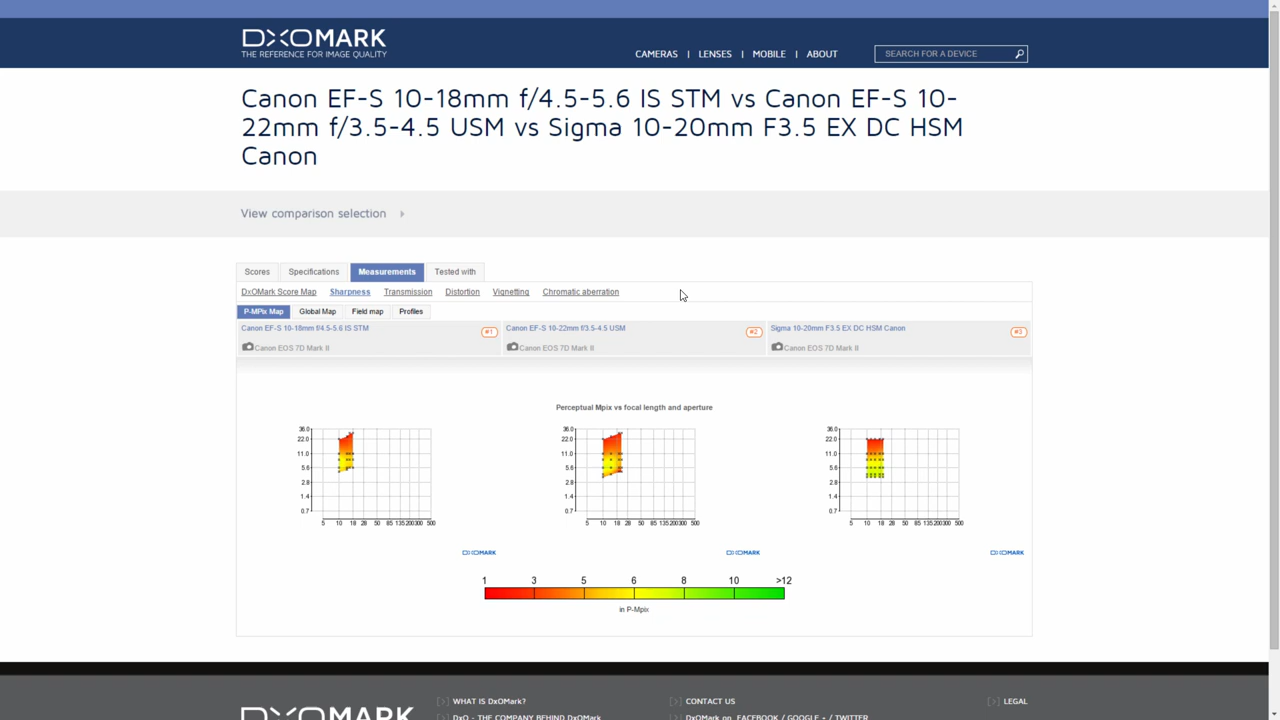 DXOMARK
THE REFERENCE FOR IMAGE QUALITY
CAMERAS | LENSES | MOBILE | ABOUT
SEARCH FOR A DEVICE
Canon EF-S 10-18mm f/4.5-5.6 IS STM vs Canon EF-S 10-
22mm f/3.5-4.5 USM vs Sigma 10-20mm F3.5 EX DC HSM
Canon
View comparison selection
Scores Specifications Measurements Tested with
DxOMark Score Map Sharpness Transmission Distortion Vignetting Chromatic aberration
P-MPix Map Global Map Field map Profiles
Canon EF-S 10-18mm f/4.5-5.6 IS STM #1 Canon EF-S 10-22mm f/3.5-4.5 USM #2 Sigma 10-20mm F3.5 EX DC HSM Canon #3
Canon EOS 7D Mark II Canon EOS 7D Mark II Canon EOS 7D Mark II
Perceptual Mpix vs focal length and aperture
36.0 36.0 36.0
22.0 22.0 22.0
11.0 11.0 11.0
5.6 5.6 5.6
2.8 2.8 2.8
1.4 1.4 1.4
0.7 0.7 0.7
5 10 18 28 50 85 135 200 300 500 5 10 18 28 50 85 135 200 300 500 5 10 18 28 50 85 135 200 300 500
DXOMARK DXOMARK DXOMARK
1 3 5 6 8 10 >12
in P-Mpix
WHAT IS DxOMark? CONTACT US LEGAL
DXOMARK DxO - THE COMPANY BEHIND DxOMark DxOMark on FACEBOOK / GOOGLE + / TWITTER